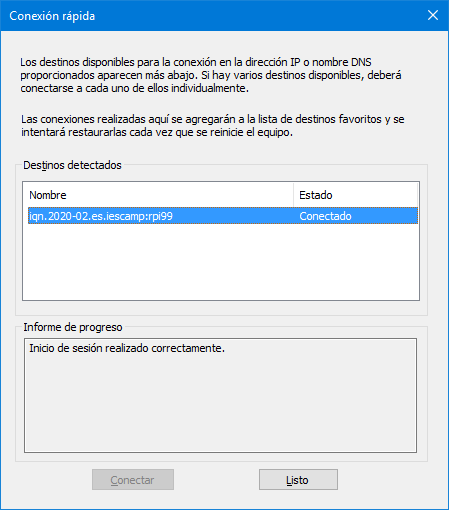 Conexión rápida
Los destinos disponibles para la conexión en la dirección IP o nombre DNS
proporcionados aparecen más abajo. Si hay varios destinos disponibles, deberá
conectarse a cada uno de ellos individualmente.
Las conexiones realizadas aquí se agregarán a la lista de destinos favoritos y se
intentará restaurarlas cada vez que se reinicie el equipo.
Destinos detectados
Nombre Estado
iqn.2020-02.es.iescamp:rpi99 Conectado
Informe de progreso
Inicio de sesión realizado correctamente.
Conectar Listo